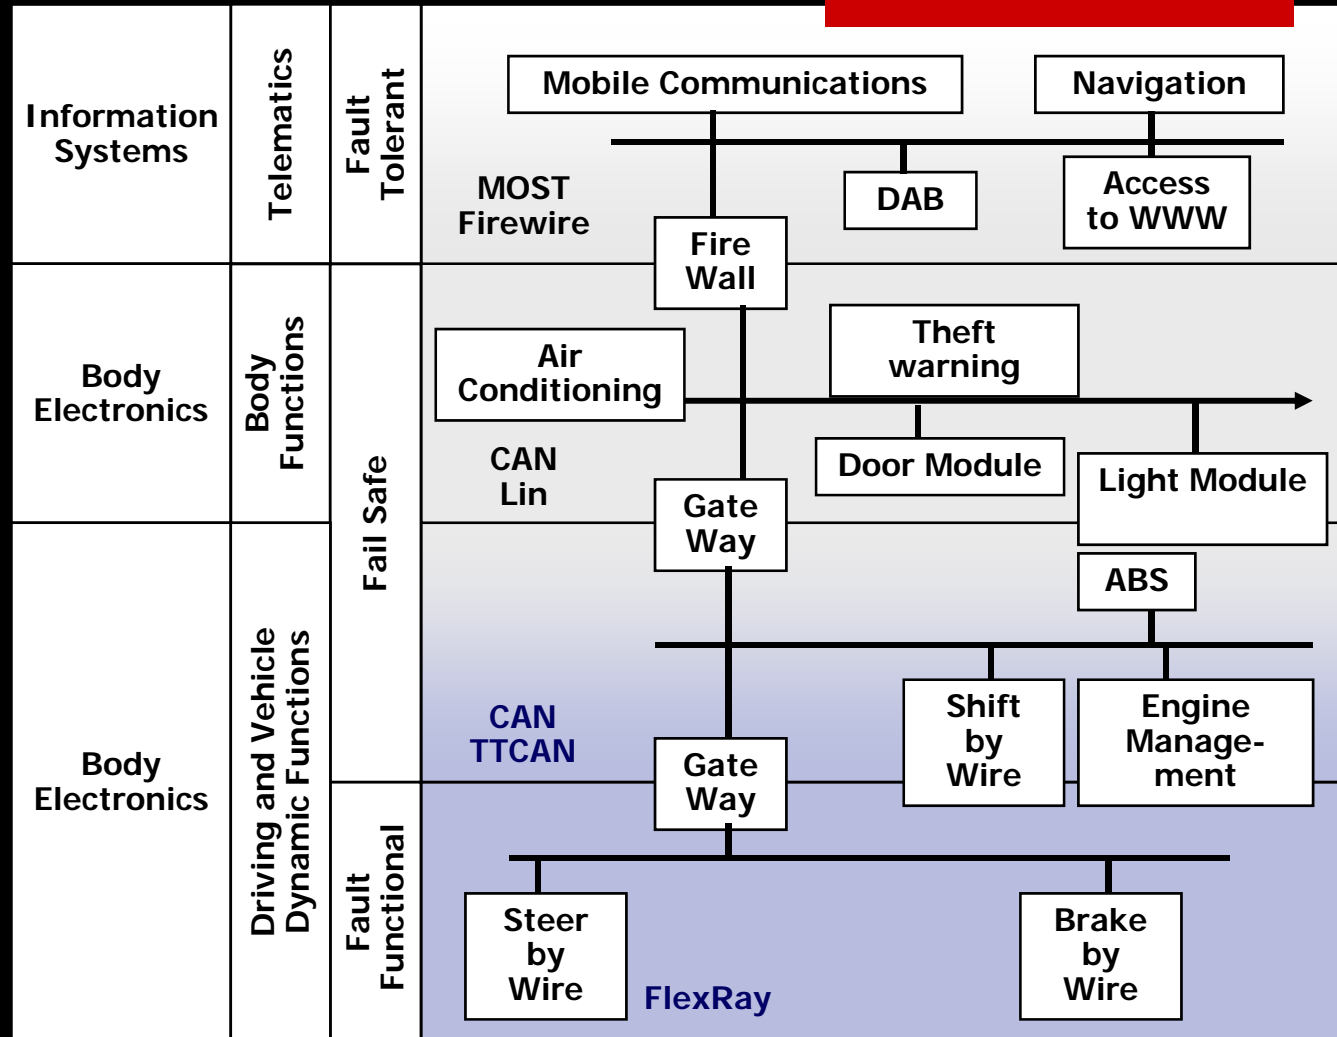 Information
Systems
Telematics
Fault
Tolerant
Mobile Communications
Navigation
MOST
Firewire
DAB
Access
to WWW
Fire
Wall
Body
Electronics
Body
Functions
Fail Safe
Air
Conditioning
Theft
warning
CAN
Lin
Door Module
Light Module
Gate
Way
Body
Electronics
Driving and Vehicle
Dynamic Functions
ABS
CAN
TTCAN
Shift
by
Wire
Engine
Manage-
ment
Gate
Way
Fault
Functional
Steer
by
Wire
FlexRay
Brake
by
Wire